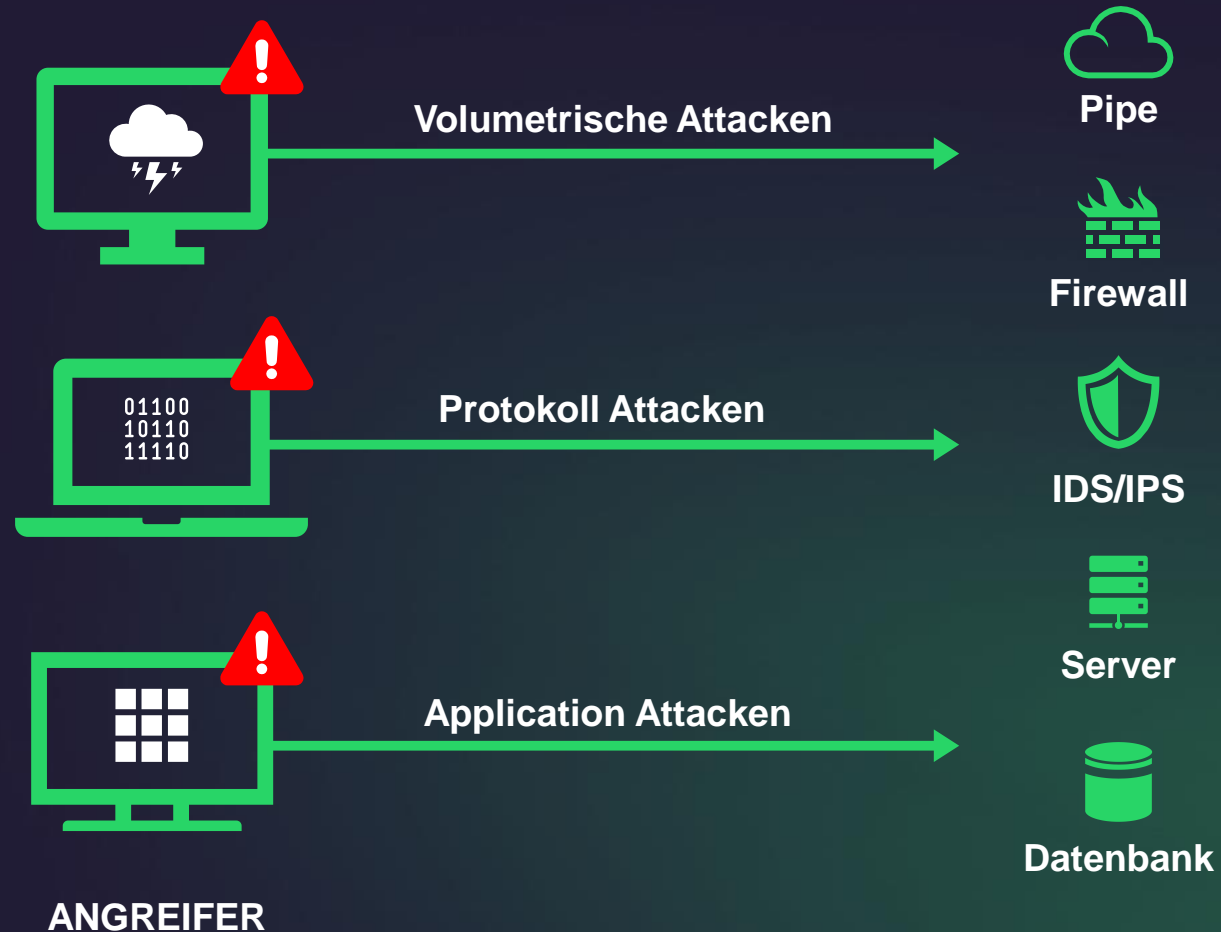 Volumetrische Attacken
Pipe
Firewall
01100
10110
11110
Protokoll Attacken
IDS/IPS
Server
Application Attacken
Datenbank
ANGREIFER